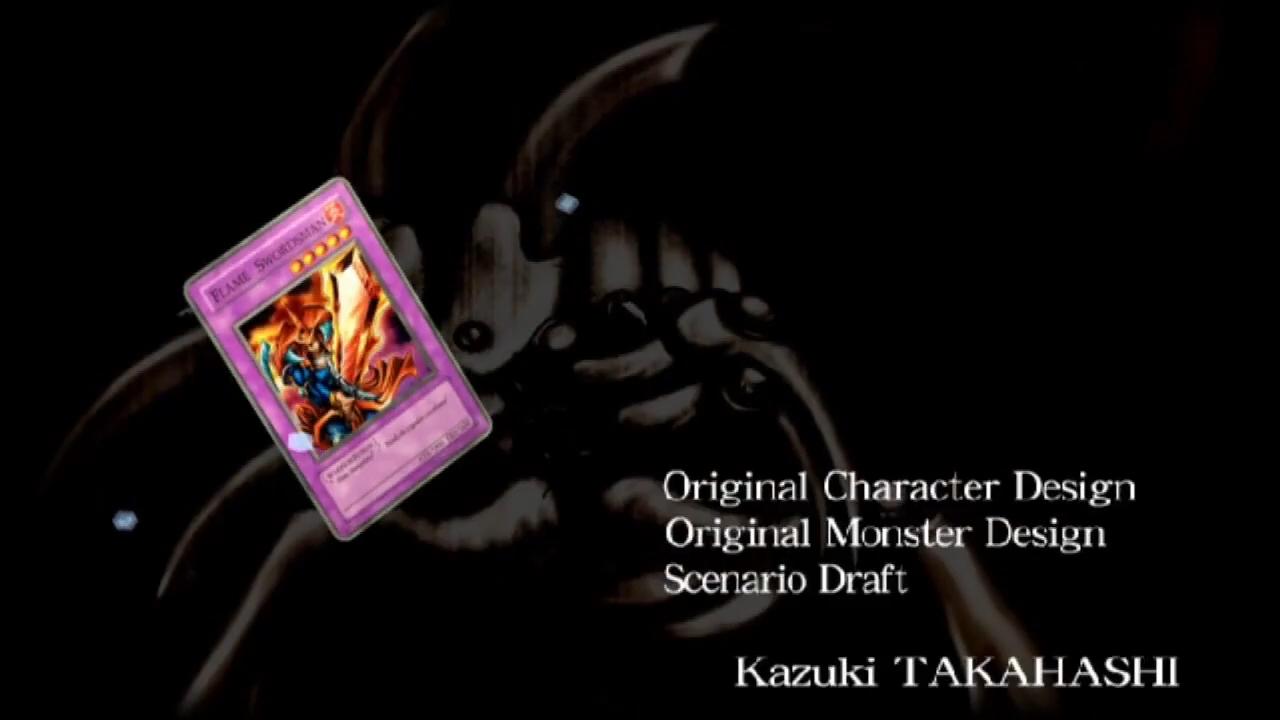 FLAME SWORDSMAN
Original Character Design
Original Monster Design
Scenario Draft
Kazuki TAKAHASHI